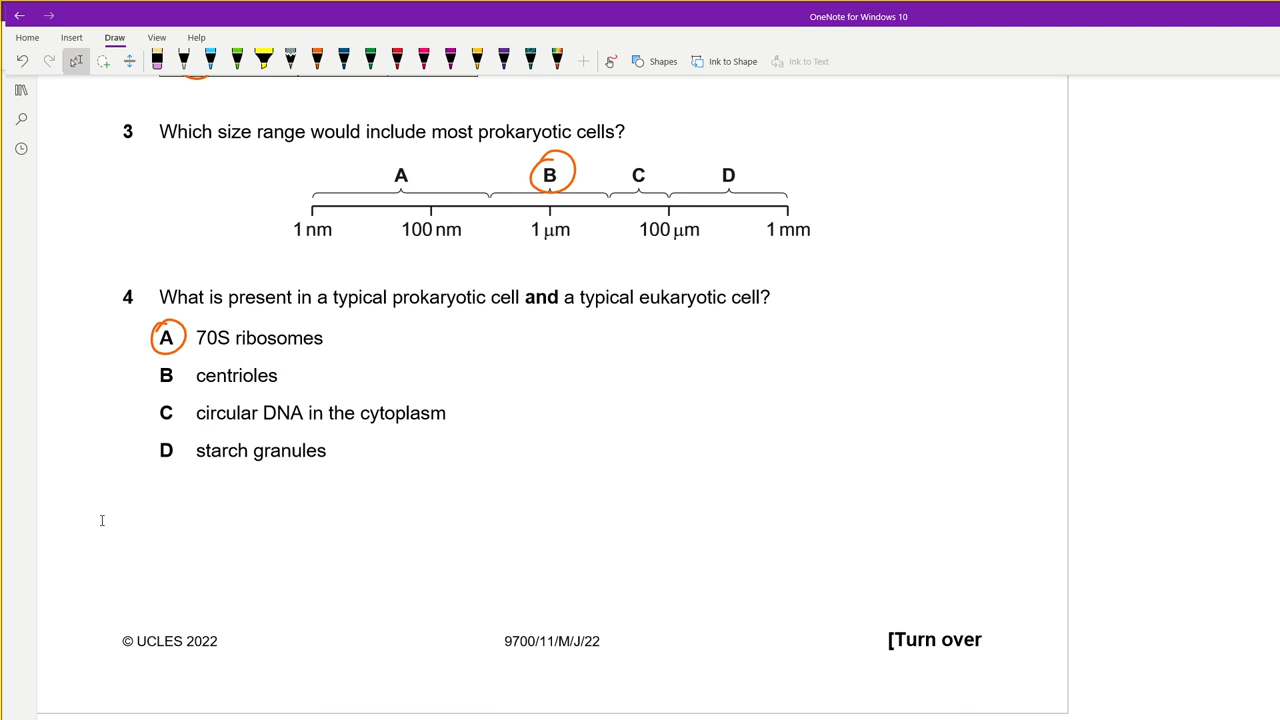 OneNote for Windows 10
Home Insert Draw View Help
Shapes Ink to Shape Ink to Text
3 Which size range would include most prokaryotic cells?
A B C D
1 nm 100 nm 1 μm 100 μm 1 mm
4 What is present in a typical prokaryotic cell and a typical eukaryotic cell?
A 70S ribosomes
B centrioles
C circular DNA in the cytoplasm
D starch granules
© UCLES 2022 9700/11/M/J/22 [Turn over